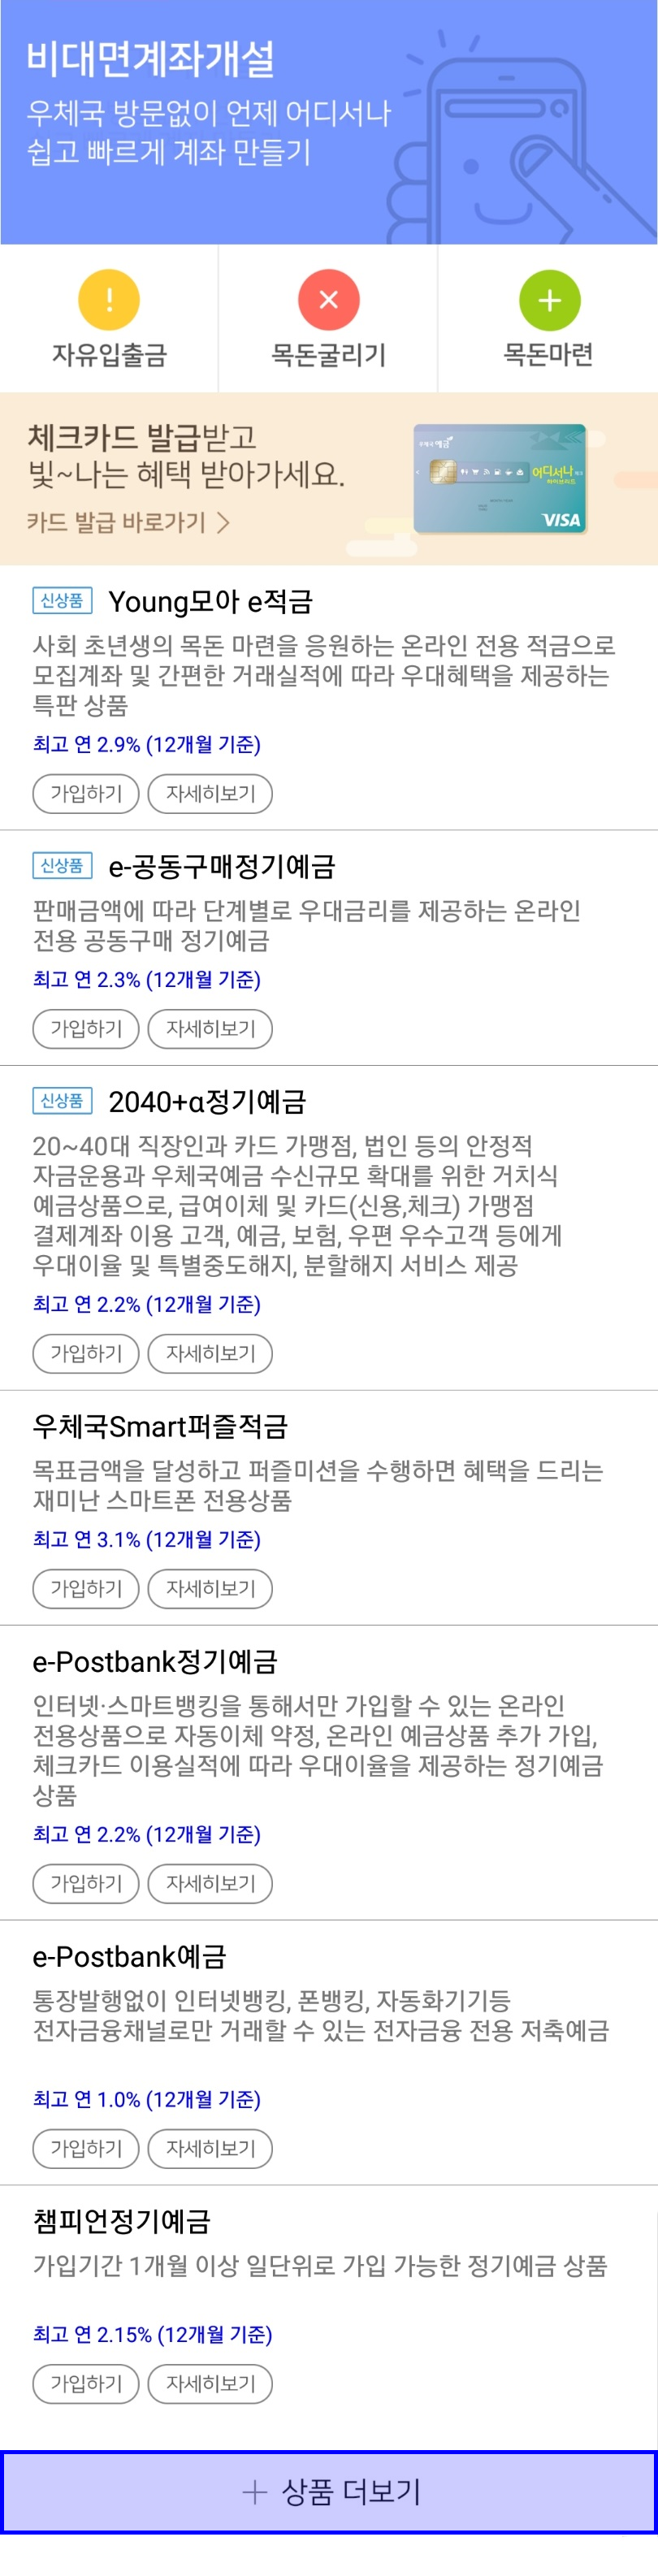 비대면계좌개설
우체국 방문없이 언제 어디서나
쉽고 빠르게 계좌 만들기
자유입출금
목돈굴리기
목돈마련
체크카드 발급받고
빛~나는 혜택 받아가세요.
카드 발급 바로가기 >
우체국예금
어디서나
하이브리드
VISA
신상품 Young모아 e적금
사회 초년생의 목돈 마련을 응원하는 온라인 전용 적금으로
모집계좌 및 간편한 거래실적에 따라 우대혜택을 제공하는
특판 상품
최고 연 2.9% (12개월 기준)
가입하기 자세히보기
신상품 e-공동구매정기예금
판매금액에 따라 단계별로 우대금리를 제공하는 온라인
전용 공동구매 정기예금
최고 연 2.3% (12개월 기준)
가입하기 자세히보기
신상품 2040+α정기예금
20~40대 직장인과 카드 가맹점, 법인 등의 안정적
자금운용과 우체국예금 수신규모 확대를 위한 거치식
예금상품으로, 급여이체 및 카드(신용,체크) 가맹점
결제계좌 이용 고객, 예금, 보험, 우편 우수고객 등에게
우대이율 및 특별중도해지, 분할해지 서비스 제공
최고 연 2.2% (12개월 기준)
가입하기 자세히보기
우체국Smart퍼즐적금
목표금액을 달성하고 퍼즐미션을 수행하면 혜택을 드리는
재미난 스마트폰 전용상품
최고 연 3.1% (12개월 기준)
가입하기 자세히보기
e-Postbank정기예금
인터넷·스마트뱅킹을 통해서만 가입할 수 있는 온라인
전용상품으로 자동이체 약정, 온라인 예금상품 추가 가입,
체크카드 이용실적에 따라 우대이율을 제공하는 정기예금
상품
최고 연 2.2% (12개월 기준)
가입하기 자세히보기
e-Postbank예금
통장발행없이 인터넷뱅킹, 폰뱅킹, 자동화기기등
전자금융채널로만 거래할 수 있는 전자금융 전용 저축예금
최고 연 1.0% (12개월 기준)
가입하기 자세히보기
챔피언정기예금
가입기간 1개월 이상 일단위로 가입 가능한 정기예금 상품
최고 연 2.15% (12개월 기준)
가입하기 자세히보기
+ 상품 더보기